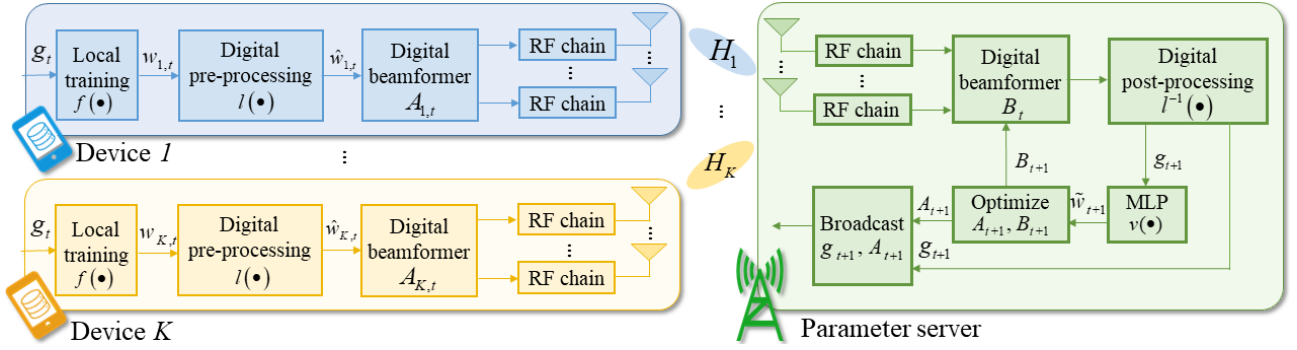 g_t
Local
training
f(•)
w_{1,t}
Digital
pre-processing
l(•)
ŵ_{1,t}
Digital
beamformer
A_{1,t}
RF chain
⋮
RF chain
Device 1
⋮
g_t
Local
training
f(•)
w_{K,t}
Digital
pre-processing
l(•)
ŵ_{K,t}
Digital
beamformer
A_{K,t}
RF chain
⋮
RF chain
Device K
H_1
⋮
H_K
RF chain
⋮
RF chain
Digital
beamformer
B_t
Digital
post-processing
l^{-1}(•)
B_{t+1}
g_{t+1}
Broadcast
g_{t+1}, A_{t+1}
A_{t+1}
g_{t+1}
Optimize
A_{t+1}, B_{t+1}
w̃_{t+1}
MLP
v(•)
Parameter server